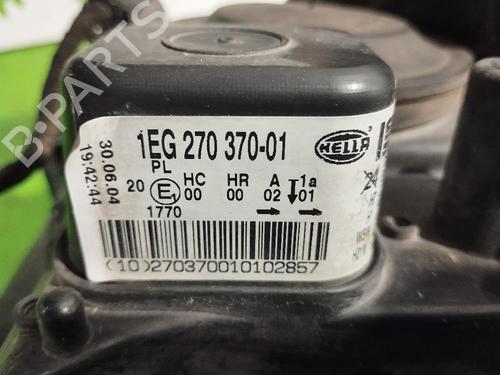 B-PARTS
1EG 270 370-01
HELLA
PL
30.06.04
19:42:44
20 E1 HC HR A 1a
00 00 02 01
1770
(10)270370010102857